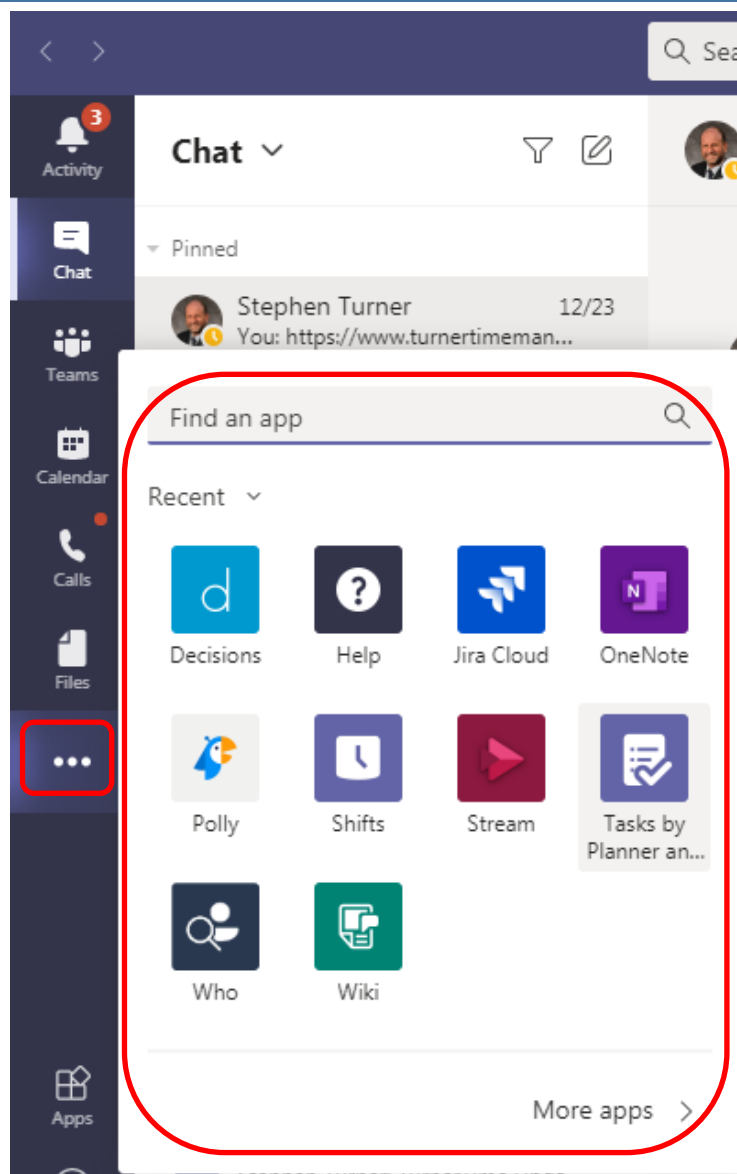 Sea
3
Activity
Chat
Chat
Pinned
Stephen Turner 12/23
You: https://www.turnertimeman...
Teams
Calendar
Calls
Files
Find an app
Recent
Decisions Help Jira Cloud OneNote
Polly Shifts Stream Tasks by
Planner an...
Who Wiki
More apps
Apps